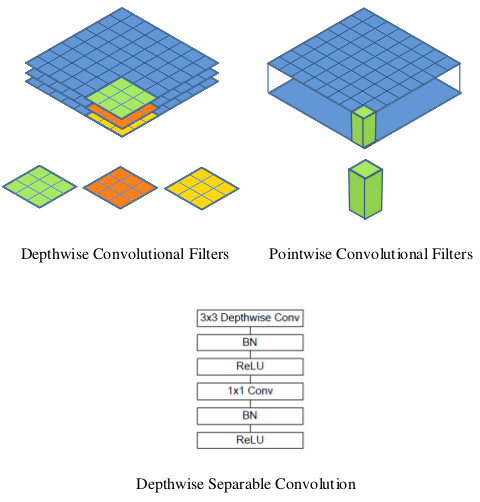 Depthwise Convolutional Filters
Pointwise Convolutional Filters
3x3 Depthwise Conv
BN
ReLU
1x1 Conv
BN
ReLU
Depthwise Separable Convolution